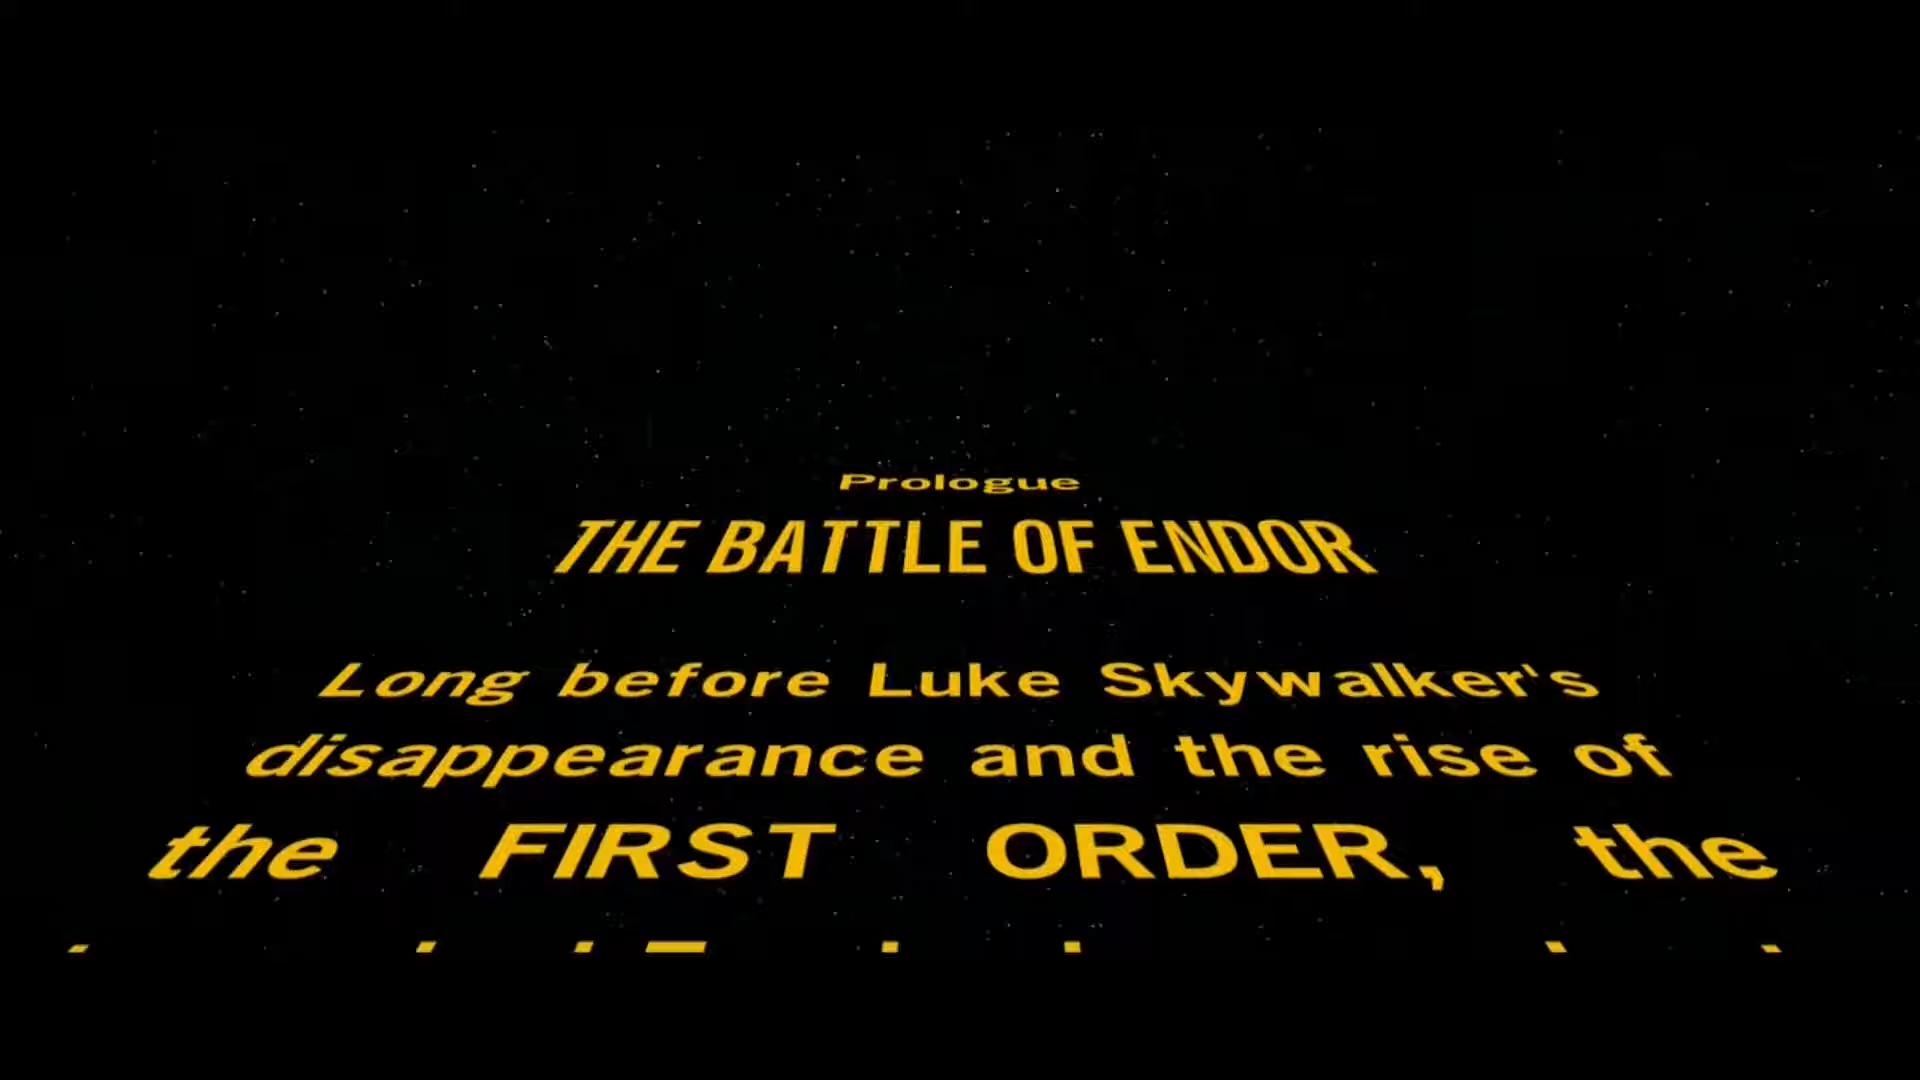 Prologue
THE BATTLE OF ENDOR
Long before Luke Skywalker's
disappearance and the rise of
the FIRST ORDER, the